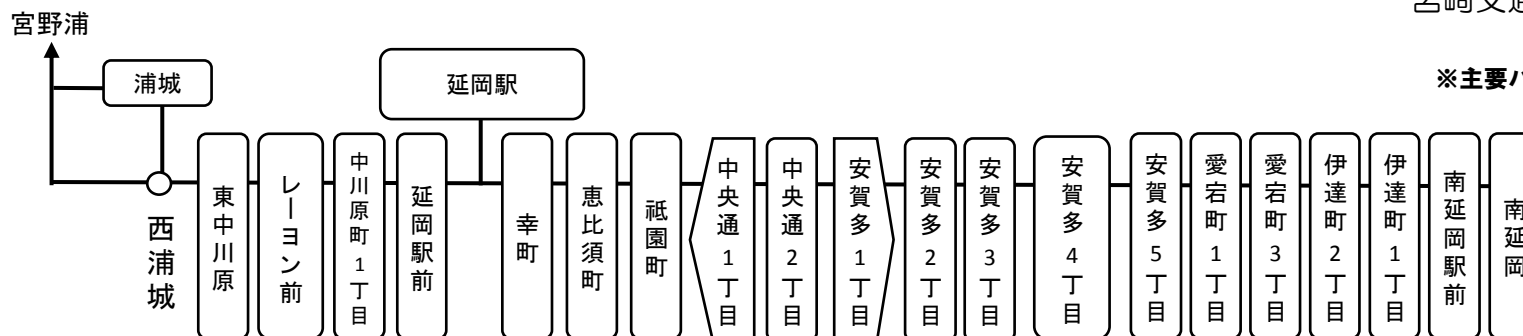 宮崎交通
宮野浦
※主要バ
浦城
延岡駅
西浦城
東中川原
レーヨン前
中川原町1丁目
延岡駅前
幸町
恵比須町
祗園町
中央通1丁目
中央通2丁目
安賀多1丁目
安賀多2丁目
安賀多3丁目
安賀多4丁目
安賀多5丁目
愛宕町1丁目
愛宕町3丁目
伊達町2丁目
伊達町1丁目
南延岡駅前
南延岡